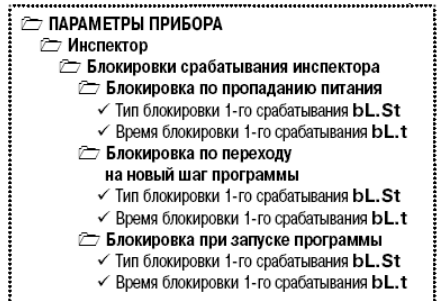 ПАРАМЕТРЫ ПРИБОРА
Инспектор
Блокировки срабатывания инспектора
Блокировка по пропаданию питания
✓ Тип блокировки 1-го срабатывания bL.St
✓ Время блокировки 1-го срабатывания bL.t
Блокировка по переходу
на новый шаг программы
✓ Тип блокировки 1-го срабатывания bL.St
✓ Время блокировки 1-го срабатывания bL.t
Блокировка при запуске программы
✓ Тип блокировки 1-го срабатывания bL.St
✓ Время блокировки 1-го срабатывания bL.t